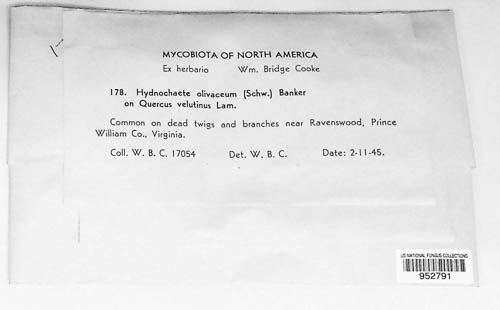 MYCOBIOTA OF NORTH AMERICA
Ex herbario Wm. Bridge Cooke
178. Hydnochaete olivaceum (Schw.) Banker
on Quercus velutinus Lam.
Common on dead twigs and branches near Ravenswood, Prince
William Co., Virginia.
Coll. W. B. C. 17054 Det. W. B. C. Date: 2-11-45.
US NATIONAL FUNGUS COLLECTIONS
952791